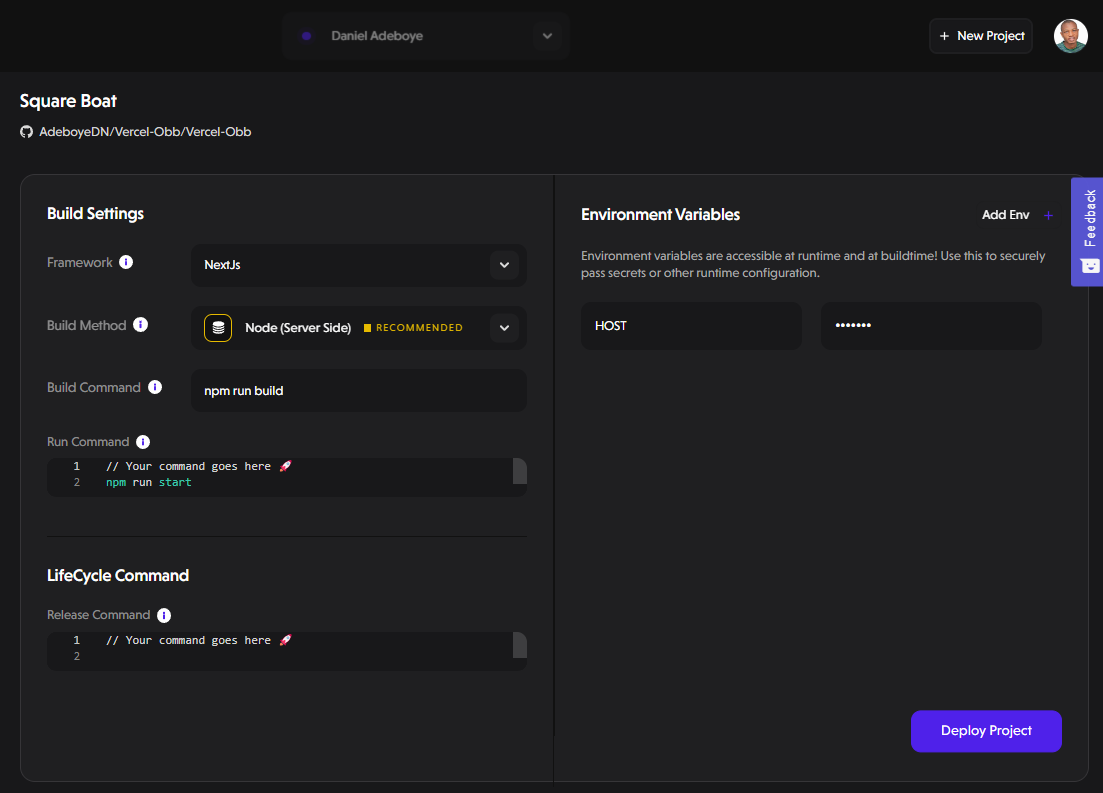 Daniel Adeboye
+ New Project
Square Boat
AdeboyeDN/Vercel-Obb/Vercel-Obb
Build Settings
Framework i
NextJs
Build Method i
Node (Server Side) RECOMMENDED
Build Command i
npm run build
Run Command i
1 // Your command goes here 🚀
2 npm run start
LifeCycle Command
Release Command i
1 // Your command goes here 🚀
2
Environment Variables
Add Env +
Environment variables are accessible at runtime and at buildtime! Use this to securely
pass secrets or other runtime configuration.
HOST
•••••••
Deploy Project
Feedback